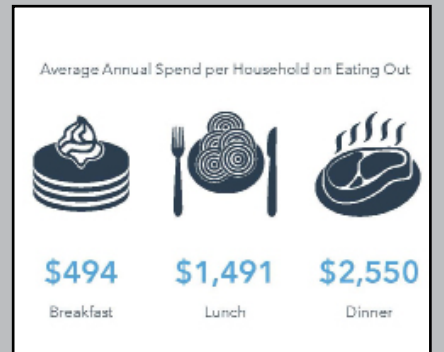 Average Annual Spend per Household on Eating Out
$494 $1,491 $2,550
Breakfast Lunch Dinner